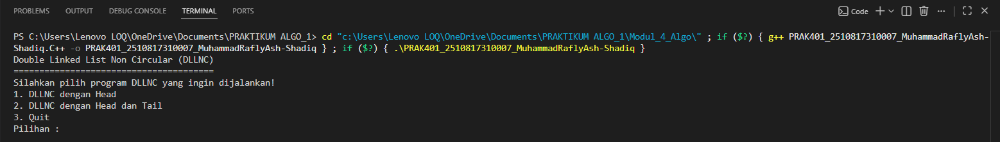 PROBLEMS OUTPUT DEBUG CONSOLE TERMINAL PORTS Code
PS C:\Users\Lenovo LOQ\OneDrive\Documents\PRAKTIKUM ALGO_1> cd "c:\Users\Lenovo LOQ\OneDrive\Documents\PRAKTIKUM ALGO_1\Modul_4_Algo\" ; if ($?) { g++ PRAK401_2510817310007_MuhammadRaflyAsh-
Shadiq.C++ -o PRAK401_2510817310007_MuhammadRaflyAsh-Shadiq } ; if ($?) { .\PRAK401_2510817310007_MuhammadRaflyAsh-Shadiq }
Double Linked List Non Circular (DLLNC)
=======================================
Silahkan pilih program DLLNC yang ingin dijalankan!
1. DLLNC dengan Head
2. DLLNC dengan Head dan Tail
3. Quit
Pilihan :